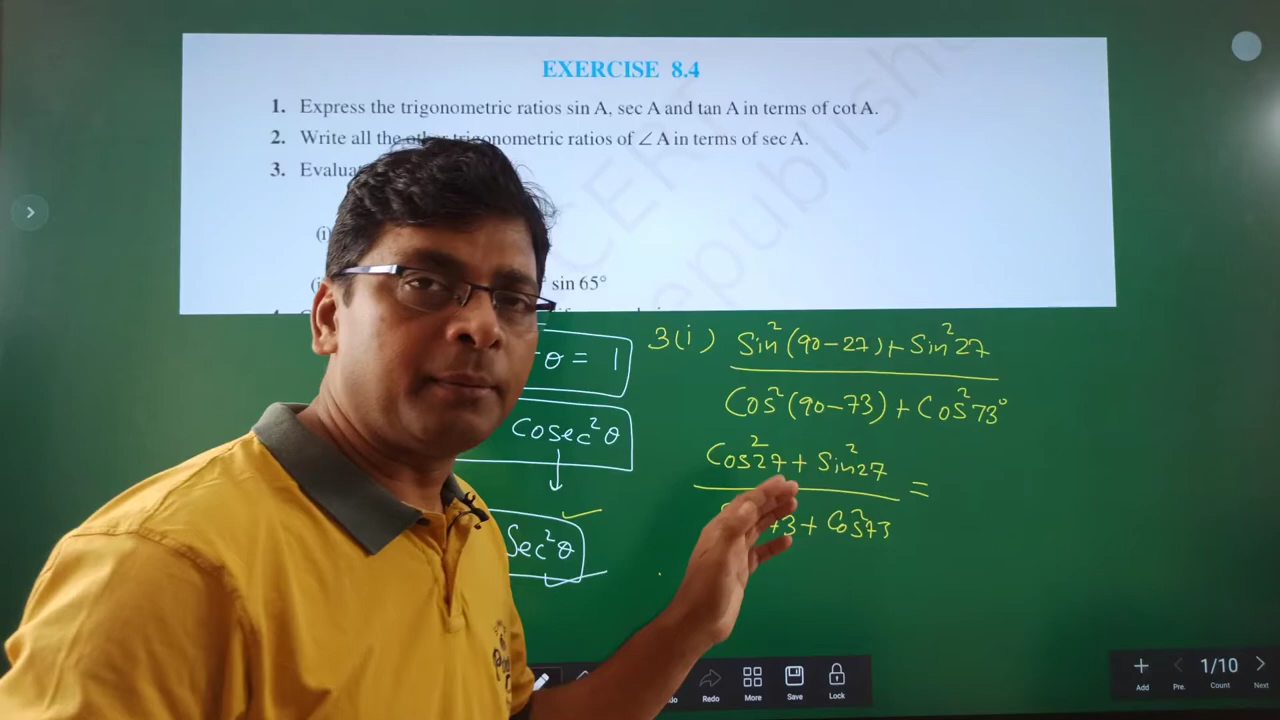 EXERCISE 8.4
1. Express the trigonometric ratios sin A, sec A and tan A in terms of cot A.
2. Write all the other trigonometric ratios of ∠A in terms of sec A.
3. Evalua
(i)
sin 65°
θ = 1
Cosec²θ
Sec²θ
3(i) Sin²(90-27)+Sin²27
Cos²(90-73)+Cos²73°
Cos²27+Sin²27 =
73+Cos²73
Redo More Save Lock
1/10
Add Pre. Count Next